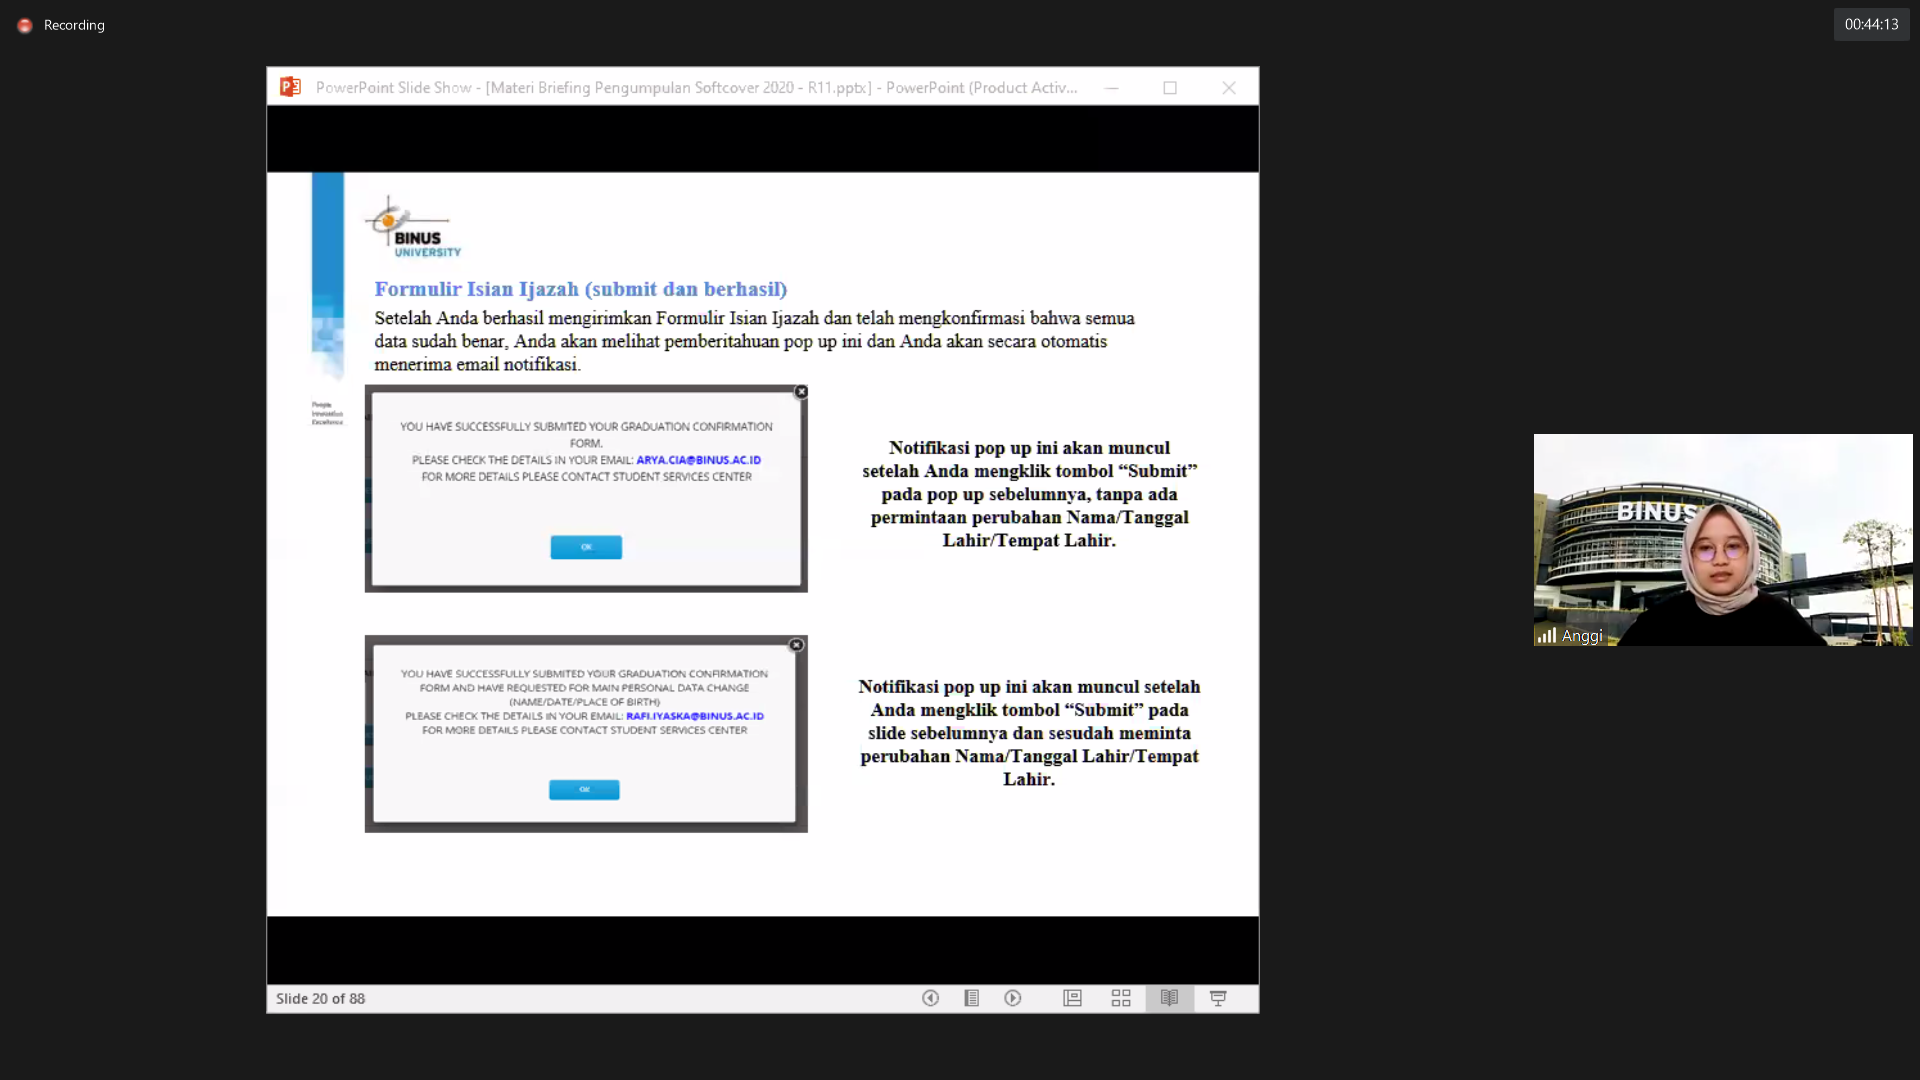 Recording
00:44:13
PowerPoint Slide Show - [Materi Briefing Pengumpulan Softcover 2020 - R11.pptx] - PowerPoint (Product Activ...
BINUS
UNIVERSITY
Formulir Isian Ijazah (submit dan berhasil)
Setelah Anda berhasil mengirimkan Formulir Isian Ijazah dan telah mengkonfirmasi bahwa semua
data sudah benar, Anda akan melihat pemberitahuan pop up ini dan Anda akan secara otomatis
menerima email notifikasi.
People
Innovation
Excellence
YOU HAVE SUCCESSFULLY SUBMITED YOUR GRADUATION CONFIRMATION
FORM.
PLEASE CHECK THE DETAILS IN YOUR EMAIL: ARYA.CIA@BINUS.AC.ID
FOR MORE DETAILS PLEASE CONTACT STUDENT SERVICES CENTER
OK
Notifikasi pop up ini akan muncul
setelah Anda mengklik tombol “Submit”
pada pop up sebelumnya, tanpa ada
permintaan perubahan Nama/Tanggal
Lahir/Tempat Lahir.
YOU HAVE SUCCESSFULLY SUBMITED YOUR GRADUATION CONFIRMATION
FORM AND HAVE REQUESTED FOR MAIN PERSONAL DATA CHANGE
(NAME/DATE/PLACE OF BIRTH)
PLEASE CHECK THE DETAILS IN YOUR EMAIL: RAFI.IYASKA@BINUS.AC.ID
FOR MORE DETAILS PLEASE CONTACT STUDENT SERVICES CENTER
OK
Notifikasi pop up ini akan muncul setelah
Anda mengklik tombol “Submit” pada
slide sebelumnya dan sesudah meminta
perubahan Nama/Tanggal Lahir/Tempat
Lahir.
BINUS
Anggi
Slide 20 of 88